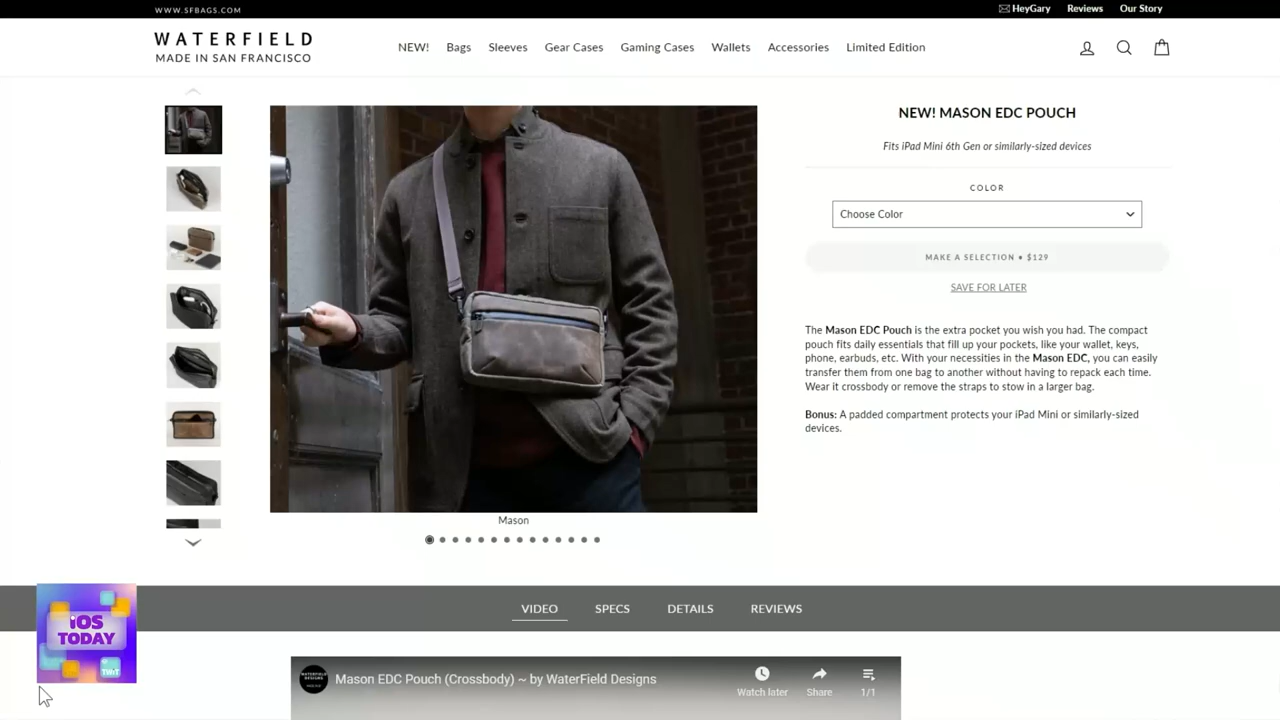 WWW.SFBAGS.COM
HeyGary Reviews Our Story
WATERFIELD
MADE IN SAN FRANCISCO
NEW! Bags Sleeves Gear Cases Gaming Cases Wallets Accessories Limited Edition
NEW! MASON EDC POUCH
Fits iPad Mini 6th Gen or similarly-sized devices
COLOR
Choose Color
MAKE A SELECTION • $129
SAVE FOR LATER
The Mason EDC Pouch is the extra pocket you wish you had. The compact
pouch fits daily essentials that fill up your pockets, like your wallet, keys,
phone, earbuds, etc. With your necessities in the Mason EDC, you can easily
transfer them from one bag to another without having to repack each time.
Wear it crossbody or remove the straps to stow in a larger bag.
Bonus: A padded compartment protects your iPad Mini or similarly-sized
devices.
Mason
VIDEO SPECS DETAILS REVIEWS
iOS
TODAY
TWiT
Mason EDC Pouch (Crossbody) ~ by WaterField Designs
Watch later Share 1/1